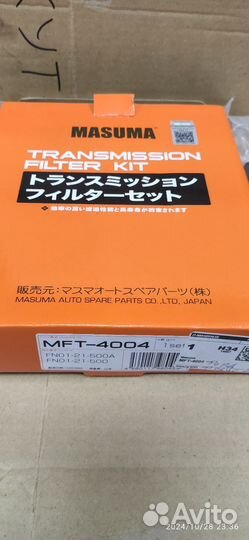 MASUMA
TRANSMISSION
FILTER KIT
トランスミッション
フィルターセット
販売元:マスマオートスペアパーツ(株)
MASUMA AUTO SPARE PARTS CO., LTD, JAPAN
MFT-4004
1set
1
FN01-21-500A
FN01-21-500
MFT-4004
H34
Avito
2024/10/28 23:36